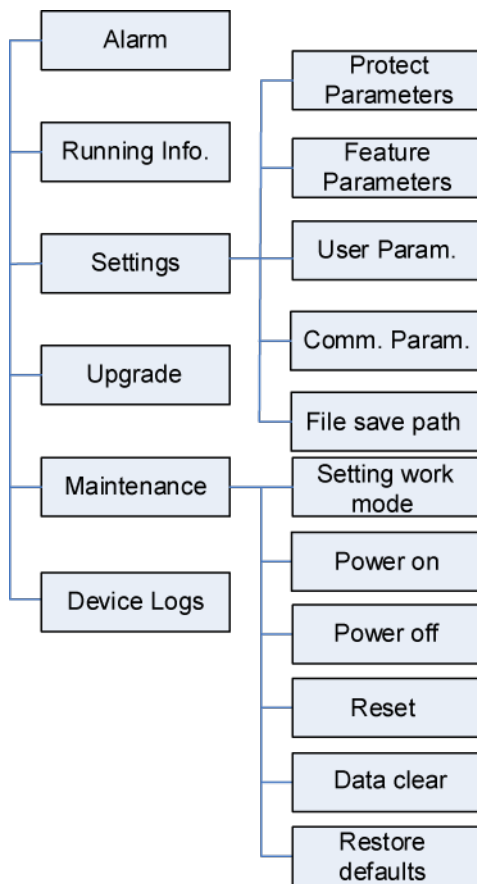 Alarm
Running Info.
Settings
Upgrade
Maintenance
Device Logs
Protect
Parameters
Feature
Parameters
User Param.
Comm. Param.
File save path
Setting work
mode
Power on
Power off
Reset
Data clear
Restore
defaults